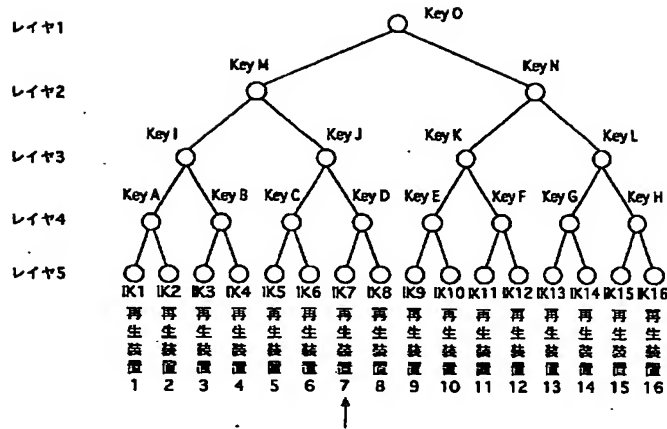 レイヤ1 Key O
レイヤ2 Key M Key N
レイヤ3 Key I Key J Key K Key L
レイヤ4 Key A Key B Key C Key D Key E Key F Key G Key H
レイヤ5
IK1 IK2 IK3 IK4 IK5 IK6 IK7 IK8 IK9 IK10 IK11 IK12 IK13 IK14 IK15 IK16
再生装置1 再生装置2 再生装置3 再生装置4 再生装置5 再生装置6 再生装置7 再生装置8 再生装置9 再生装置10 再生装置11 再生装置12 再生装置13 再生装置14 再生装置15 再生装置16